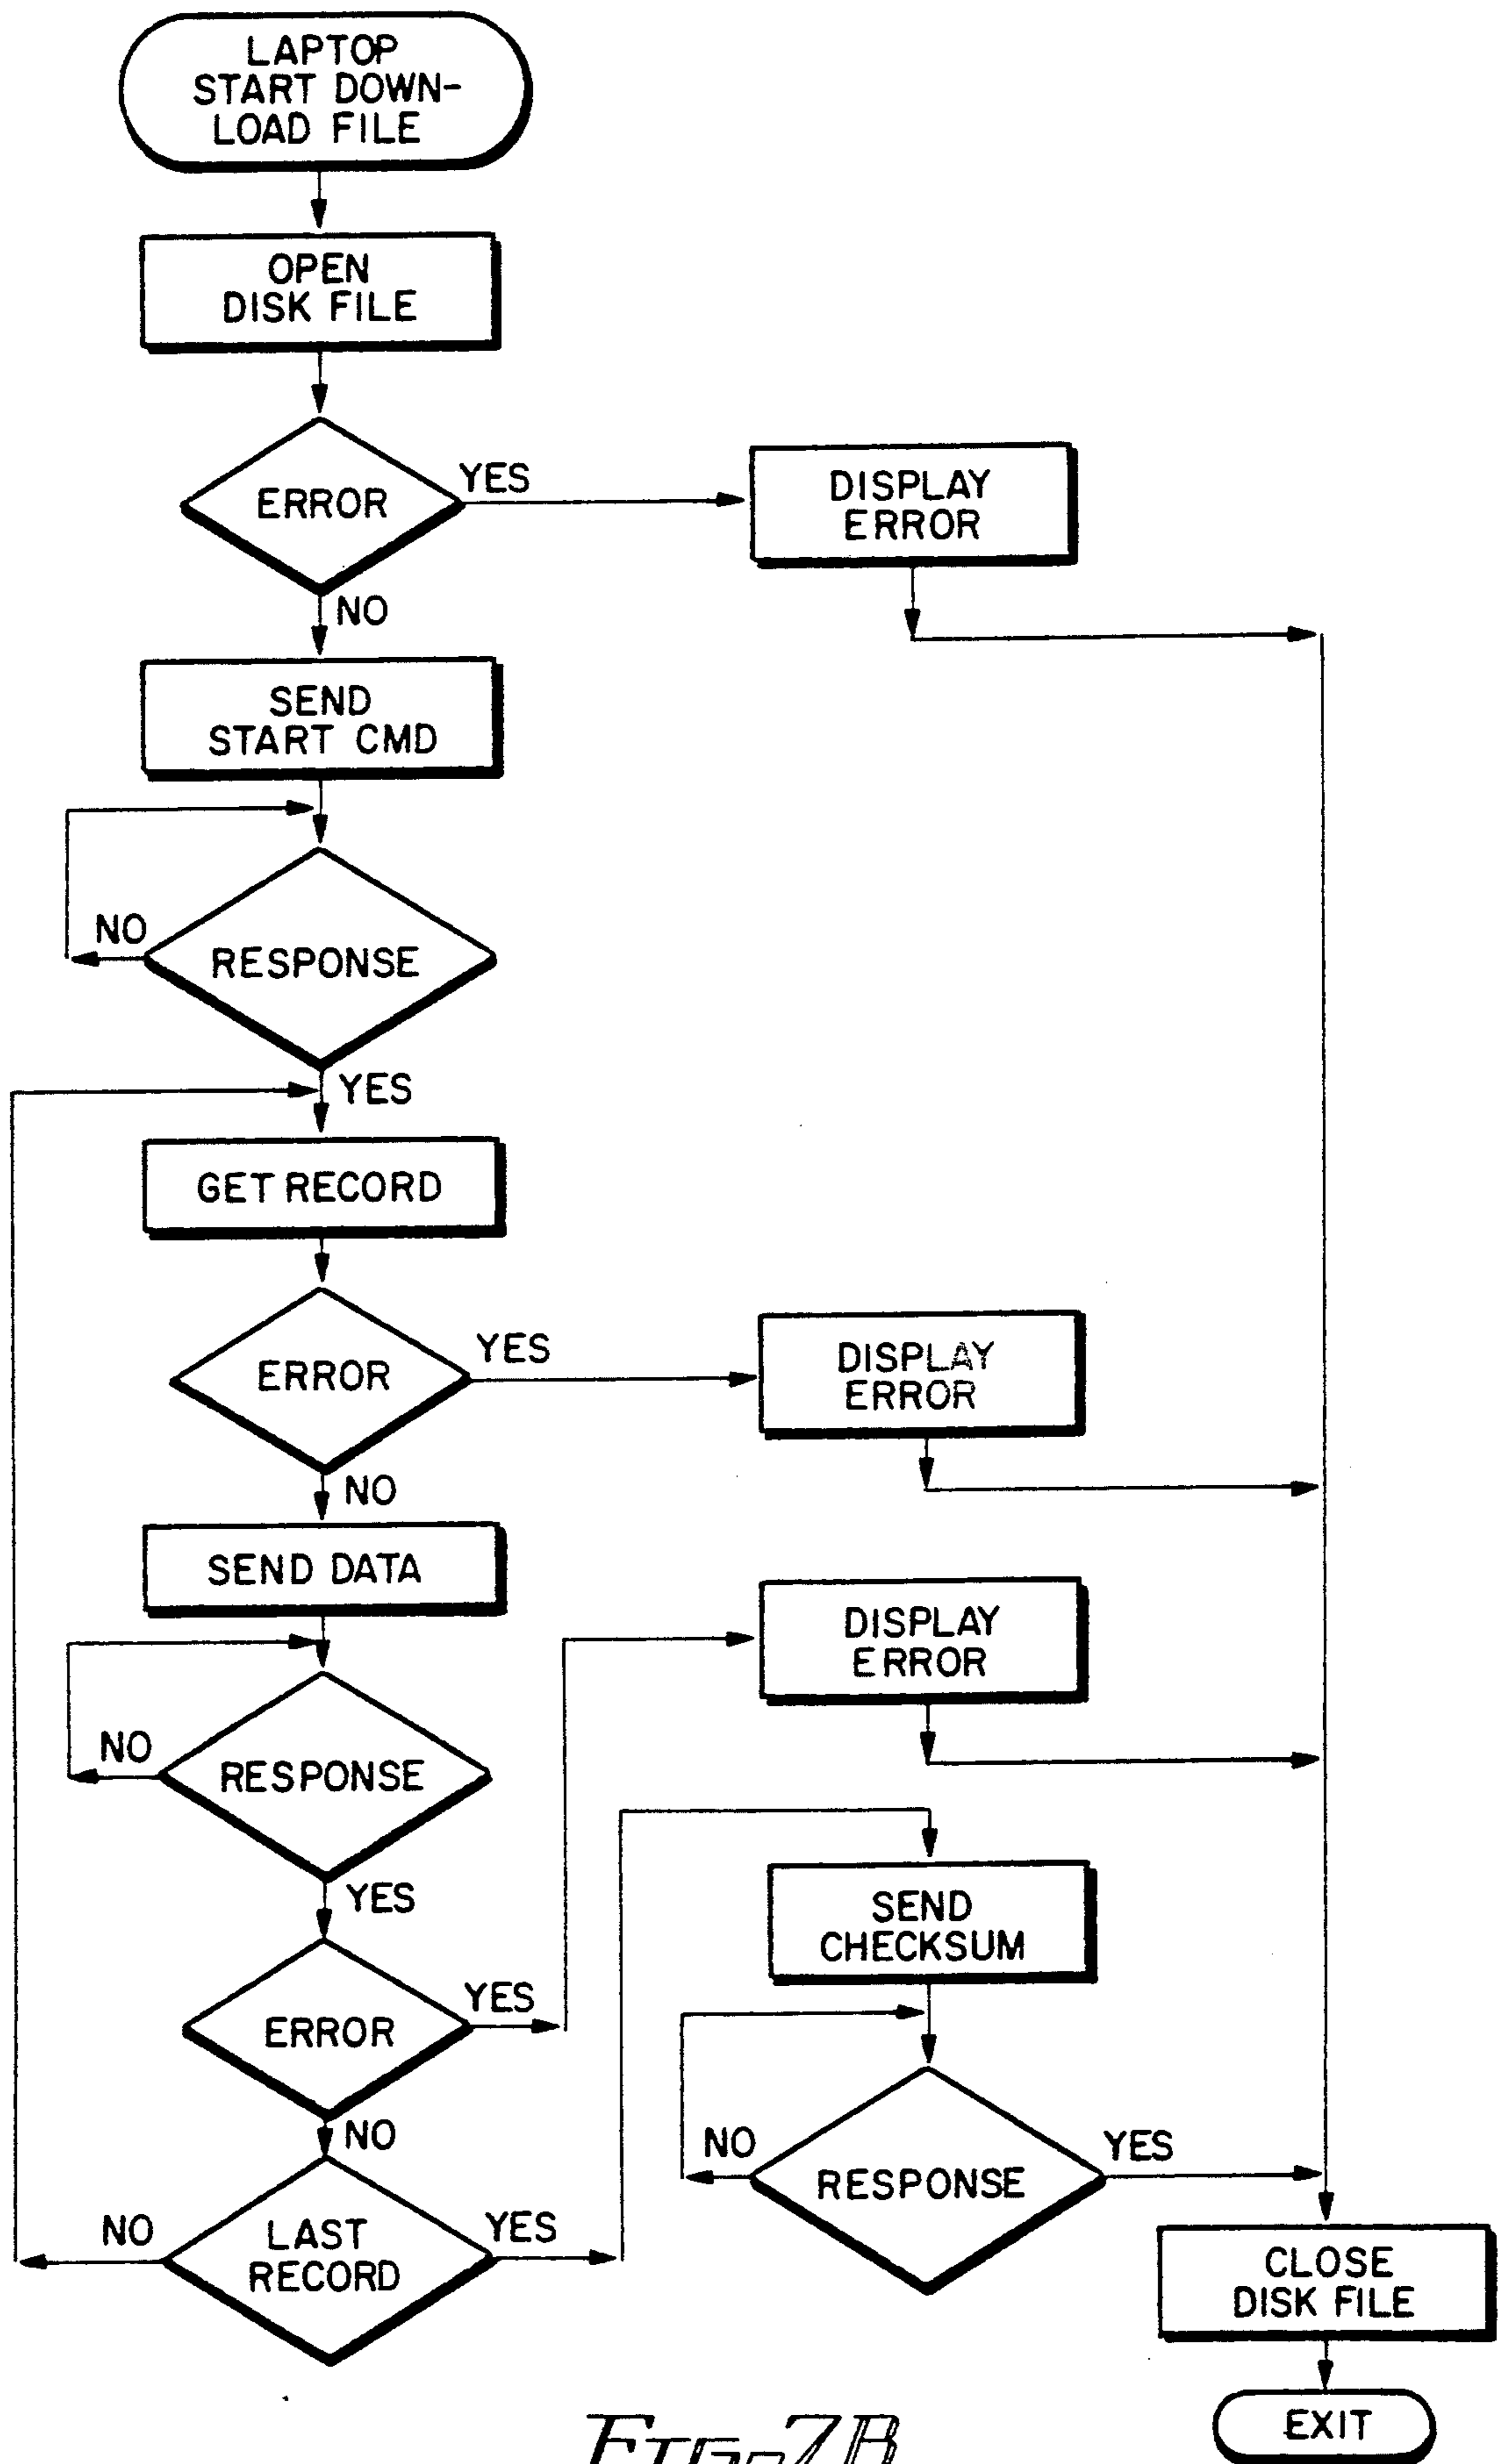 LAPTOP
START DOWN-
LOAD FILE
OPEN
DISK FILE
ERROR
YES
DISPLAY
ERROR
NO
SEND
START CMD
NO
RESPONSE
YES
GET RECORD
ERROR
YES
DISPLAY
ERROR
NO
SEND DATA
DISPLAY
ERROR
NO
RESPONSE
YES
SEND
CHECKSUM
ERROR
YES
NO
NO
RESPONSE
YES
NO
LAST
RECORD
YES
CLOSE
DISK FILE
EXIT
FIG. 7B